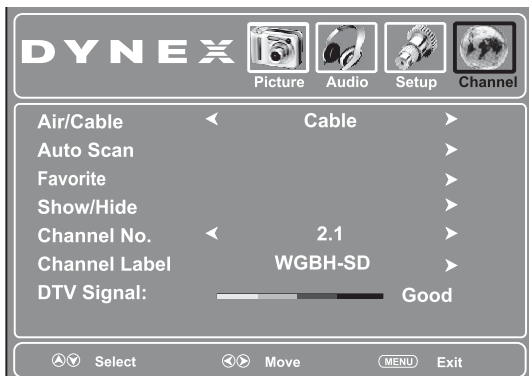 DYNEX
Picture Audio Setup Channel
Air/Cable Cable
Auto Scan
Favorite
Show/Hide
Channel No. 2.1
Channel Label WGBH-SD
DTV Signal: Good
Select Move MENU Exit